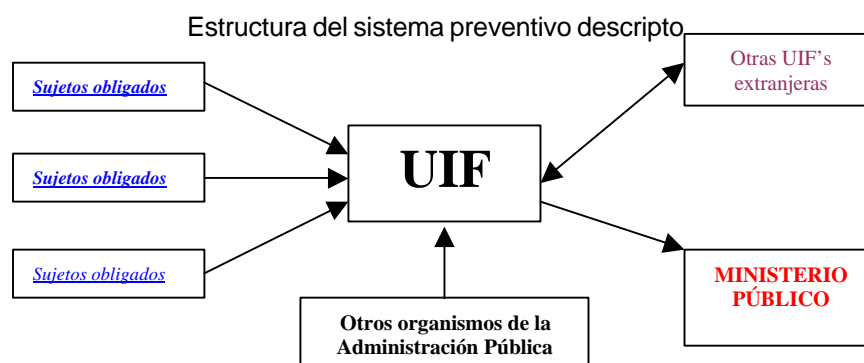 Estructura del sistema preventivo descripto
Otras UIF's
extranjeras
Sujetos obligados
UIF
Sujetos obligados
Sujetos obligados
MINISTERIO
PÚBLICO
Otros organismos de la
Administración Pública